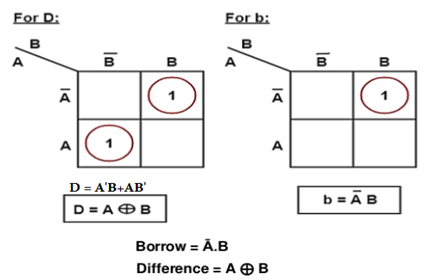 For D:
B
A
B̅
B
A̅
1
A
1
D = A'B+AB'
D = A ⊕ B
For b:
B
A
B̅
B
A̅
1
A
b = A̅ B
Borrow = Ā.B
Difference = A ⊕ B